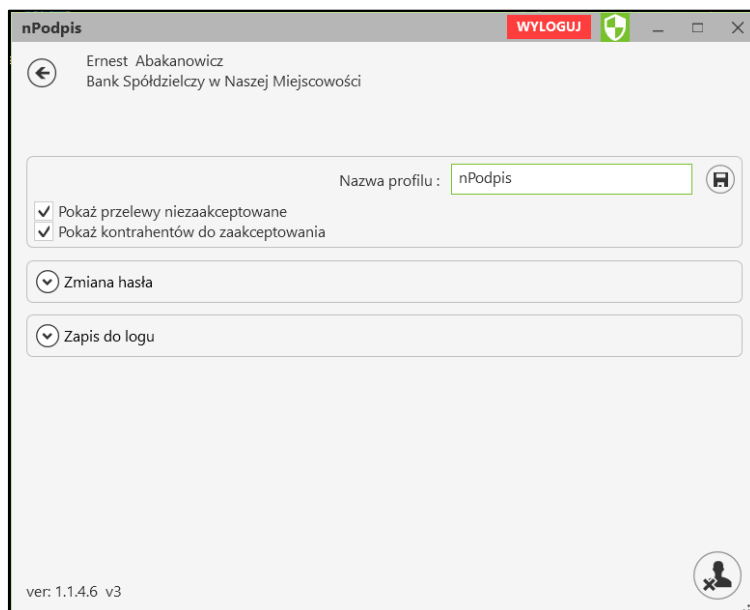 nPodpis WYLOGUJ
Ernest Abakanowicz
Bank Spółdzielczy w Naszej Miejscowości
Nazwa profilu : nPodpis
Pokaż przelewy niezaakceptowane
Pokaż kontrahentów do zaakceptowania
Zmiana hasła
Zapis do logu
ver: 1.1.4.6 v3